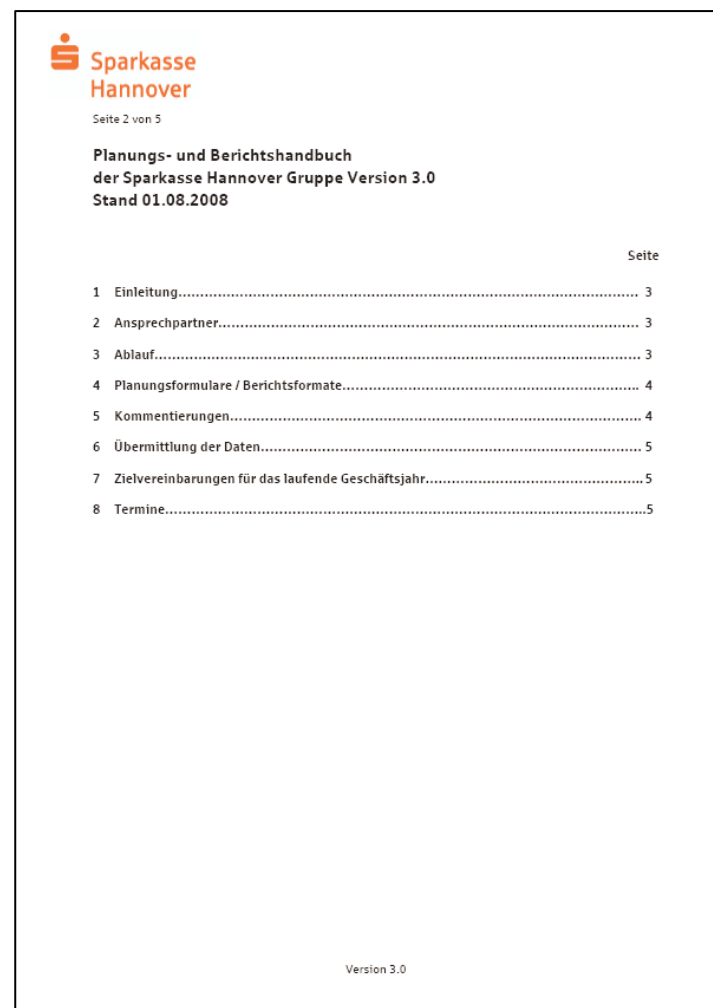 Sparkasse
Hannover
Seite 2 von 5
Planungs- und Berichtshandbuch
der Sparkasse Hannover Gruppe Version 3.0
Stand 01.08.2008
Seite
1 Einleitung........................................................................................................ 3
2 Ansprechpartner............................................................................................... 3
3 Ablauf.............................................................................................................. 3
4 Planungsformulare / Berichtsformate................................................................... 4
5 Kommentierungen............................................................................................. 4
6 Übermittlung der Daten...................................................................................... 5
7 Zielvereinbarungen für das laufende Geschäftsjahr................................................5
8 Termine.............................................................................................................5
Version 3.0